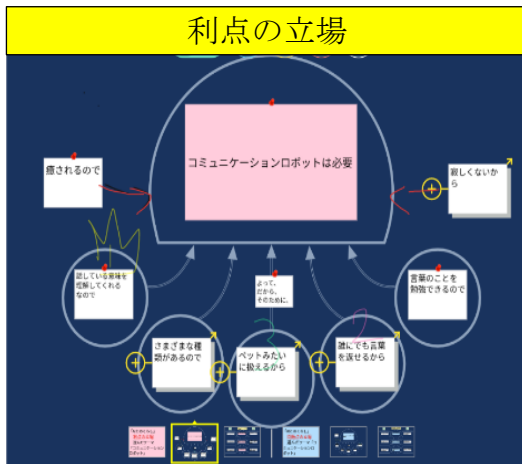 利点の立場
コミュニケーションロボットは必要
癒されるので
寂しくないか
ら
話している意味を
理解してくれる
なので
よって、
だから、
そのために、
言葉のことを
勉強できるので
さまざまな種
類があるので
ペットみたい
に扱えるから
誰にでも言葉
を返せるから
3
2